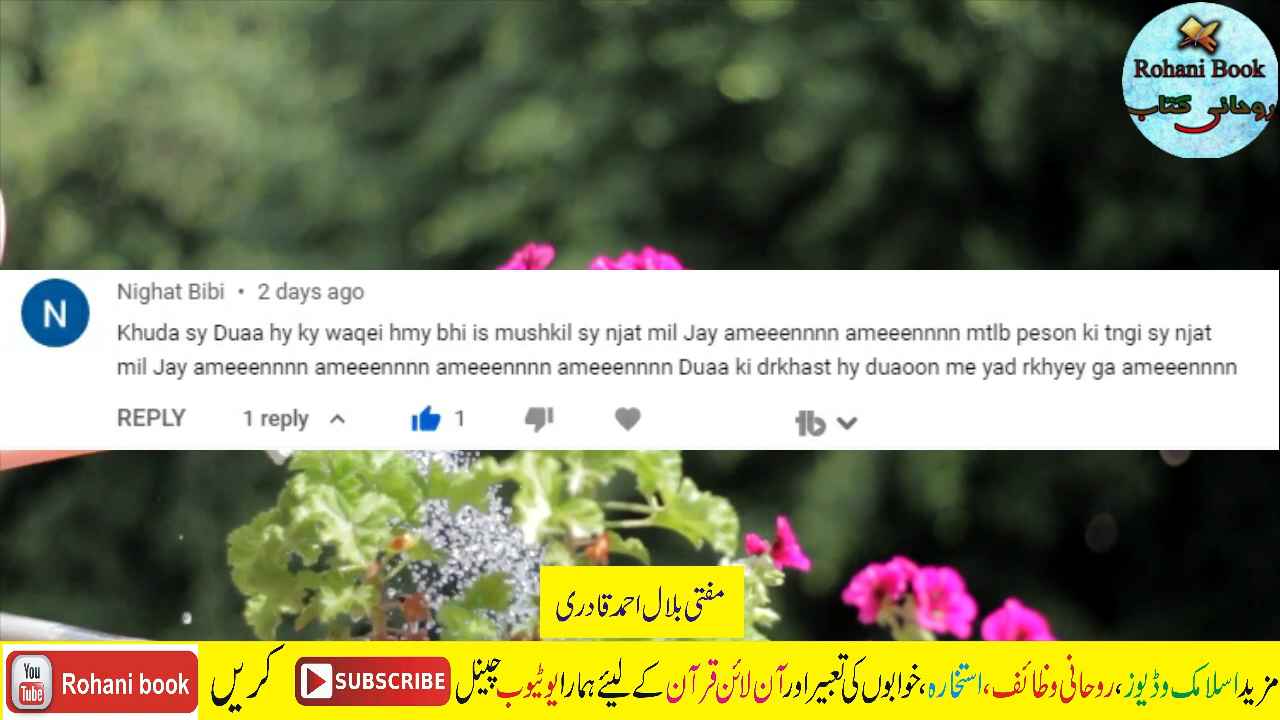 Rohani Book
روحانی کتاب
N
Nighat Bibi • 2 days ago
Khuda sy Duaa hy ky waqei hmy bhi is mushkil sy njat mil Jay ameeennnn ameeennnn mtlb peson ki tngi sy njat
mil Jay ameeennnn ameeennnn ameeennnn ameeennnn Duaa ki drkhast hy duaoon me yad rkhyey ga ameeennnn
REPLY 1 reply 1
مفتی بلال احمد قادری
مزید اسلامک وڈیوز، روحانی وظائف، استخارہ، خوابوں کی تعبیر اور آن لائن قرآن کے لیئے ہمارا یوٹیوب چینل SUBSCRIBE کریں
You Tube Rohani book